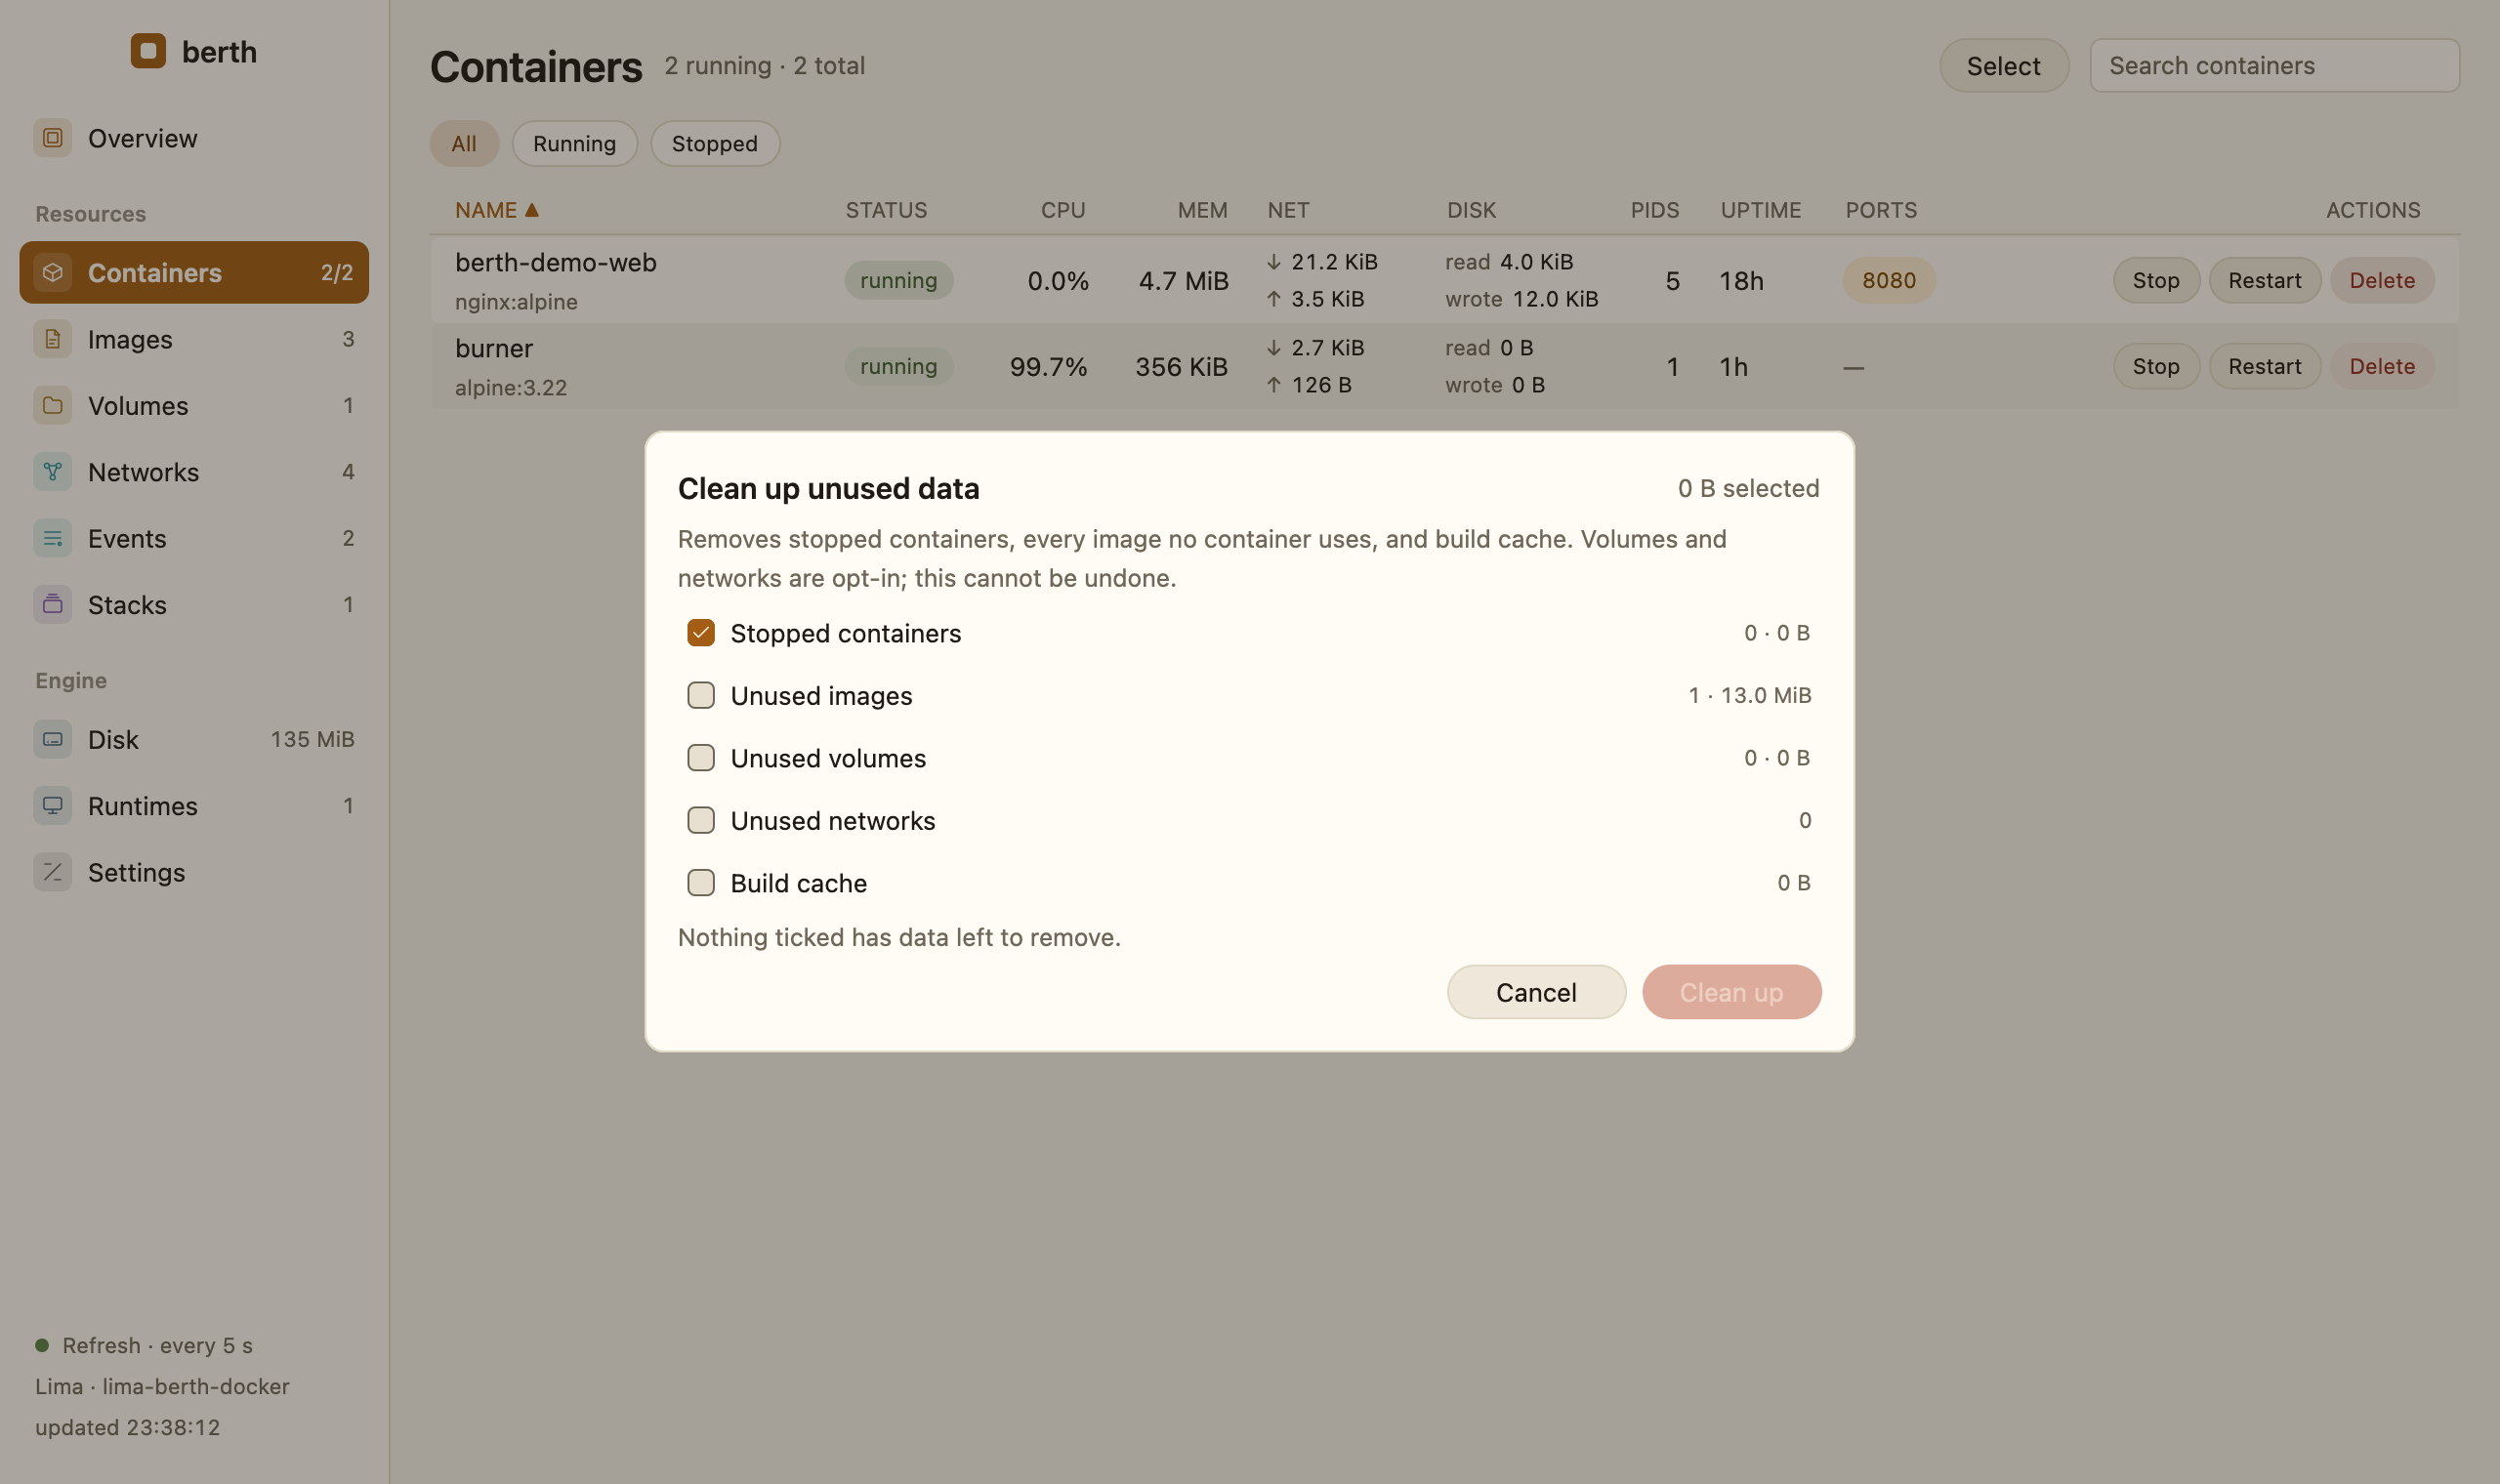 berth
Overview
Resources
Containers 2/2
Images 3
Volumes 1
Networks 4
Events 2
Stacks 1
Engine
Disk 135 MiB
Runtimes 1
Settings
Refresh · every 5 s
Lima · lima-berth-docker
updated 23:38:12
Containers 2 running · 2 total
Select
Search containers
All Running Stopped
NAME ▲ STATUS CPU MEM NET DISK PIDS UPTIME PORTS ACTIONS
berth-demo-web
nginx:alpine
running 0.0% 4.7 MiB
↓ 21.2 KiB
↑ 3.5 KiB
read 4.0 KiB
wrote 12.0 KiB
5 18h 8080 Stop Restart Delete
burner
alpine:3.22
running 99.7% 356 KiB
↓ 2.7 KiB
↑ 126 B
read 0 B
wrote 0 B
1 1h — Stop Restart Delete
Clean up unused data 0 B selected
Removes stopped containers, every image no container uses, and build cache. Volumes and
networks are opt-in; this cannot be undone.
Stopped containers 0 · 0 B
Unused images 1 · 13.0 MiB
Unused volumes 0 · 0 B
Unused networks 0
Build cache 0 B
Nothing ticked has data left to remove.
Cancel Clean up